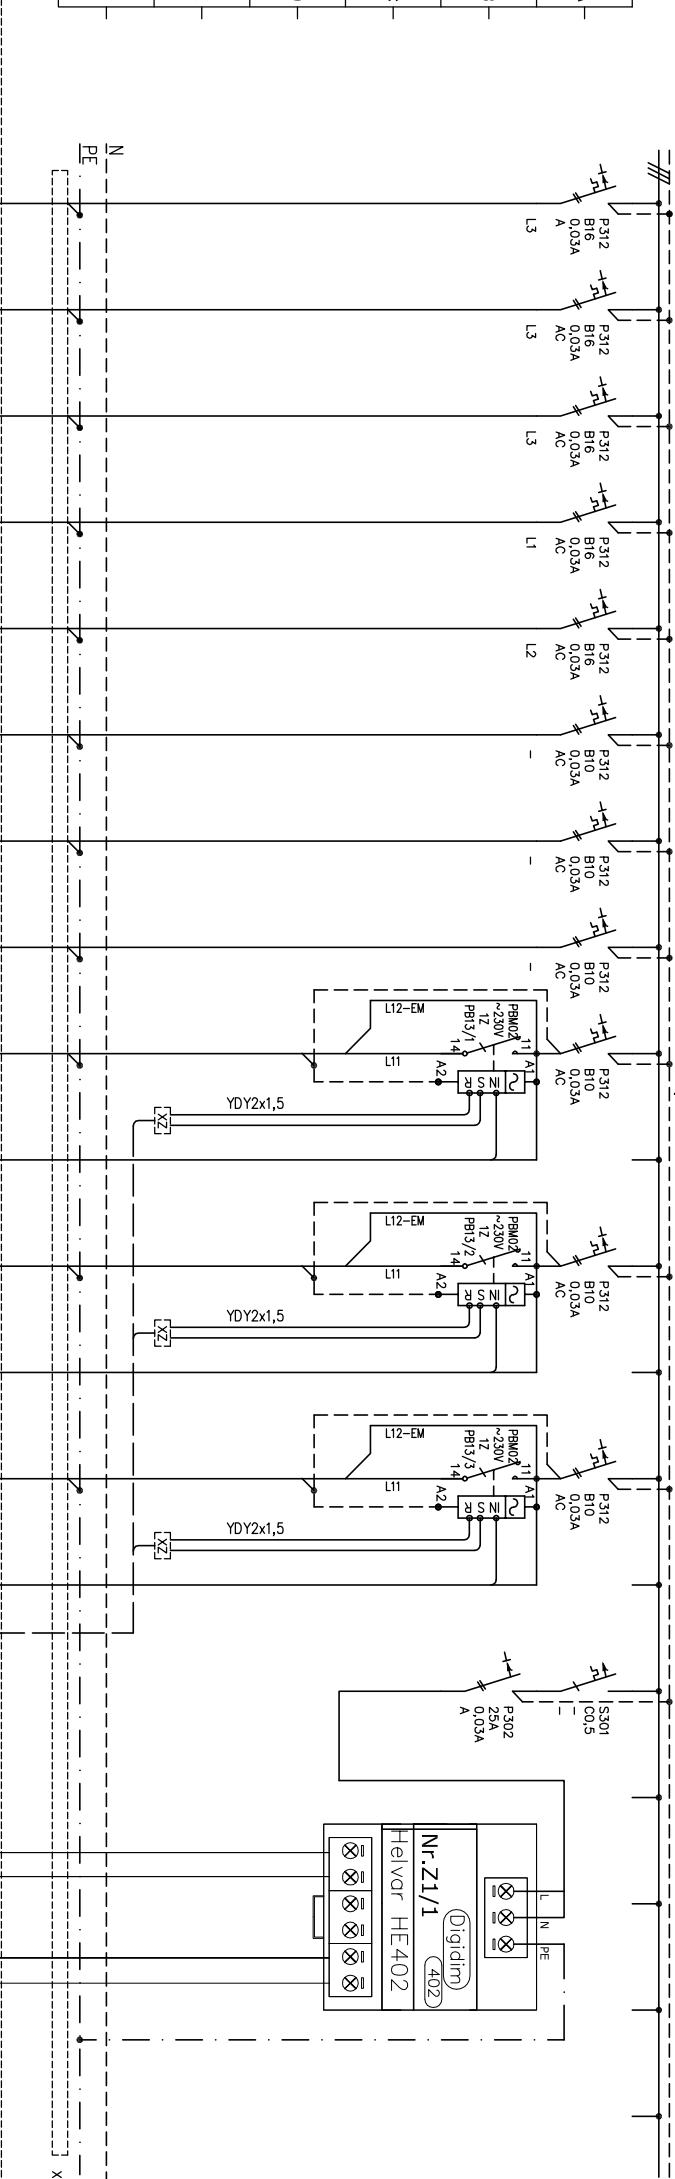 N
PE
P312
B16
0,03A
A
L3
P312
B16
0,03A
AC
L3
P312
B16
0,03A
AC
L3
P312
B16
0,03A
AC
L1
P312
B16
0,03A
AC
L2
P312
B10
0,03A
AC
-
P312
B10
0,03A
AC
-
P312
B10
0,03A
AC
-
P312
B10
0,03A
AC
PBM02
~230V
1Z
PB13/1
11
14
A1
A2
IN
S
R
L12-EM
L11
YDY2x1,5
XZ
P312
B10
0,03A
AC
PBM02
~230V
1Z
PB13/2
11
14
A1
A2
IN
S
R
L12-EM
L11
YDY2x1,5
XZ
P312
B10
0,03A
AC
PBM02
~230V
1Z
PB13/3
11
14
A1
A2
IN
S
R
L12-EM
L11
YDY2x1,5
XZ
S301
C0,5
-
-
P302
25A
0,03A
A
L
N
PE
Digidim
402
Nr.Z1/1
Helvar HE402
X